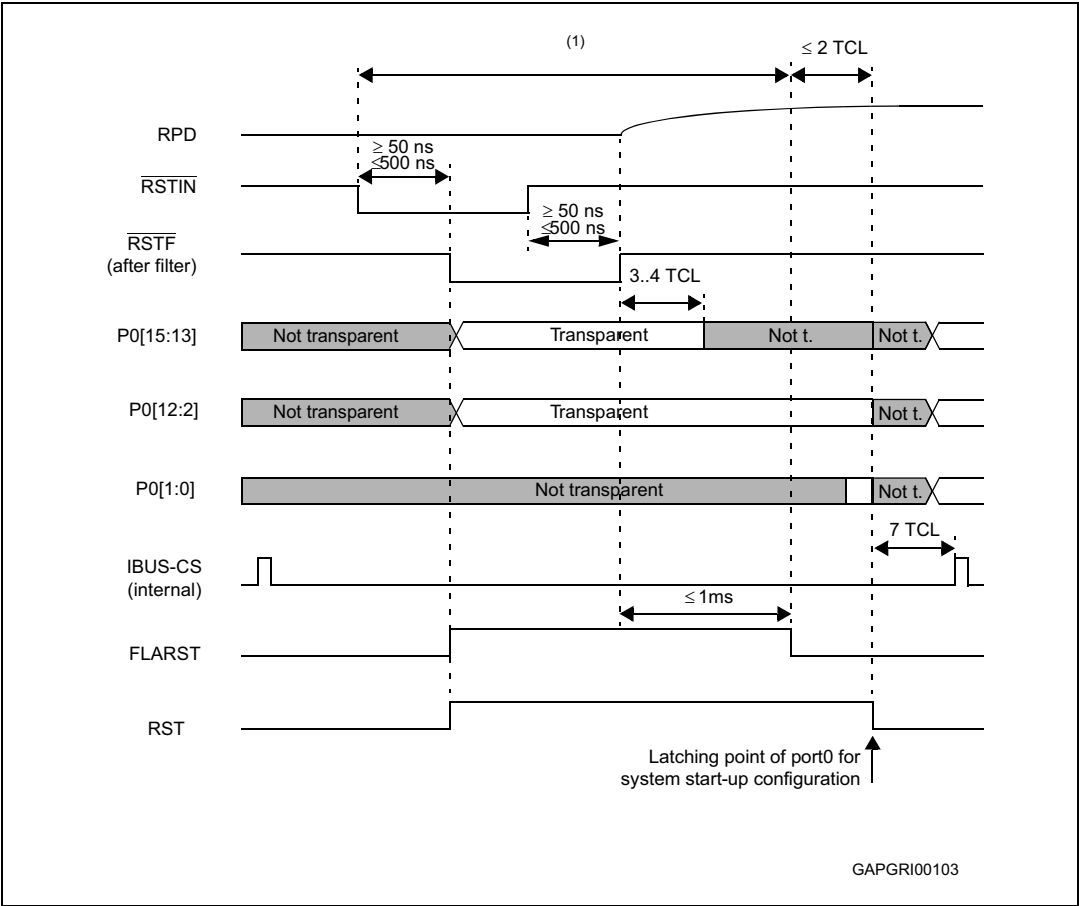 (1)
≤ 2 TCL
RPD
≥ 50 ns
≤500 ns
RSTIN
≥ 50 ns
≤500 ns
RSTF
(after filter)
3..4 TCL
P0[15:13]
Not transparent
Transparent
Not t.
Not t.
P0[12:2]
Not transparent
Transparent
Not t.
P0[1:0]
Not transparent
Not t.
7 TCL
IBUS-CS
(internal)
≤ 1ms
FLARST
RST
Latching point of port0 for
system start-up configuration
GAPGRI00103